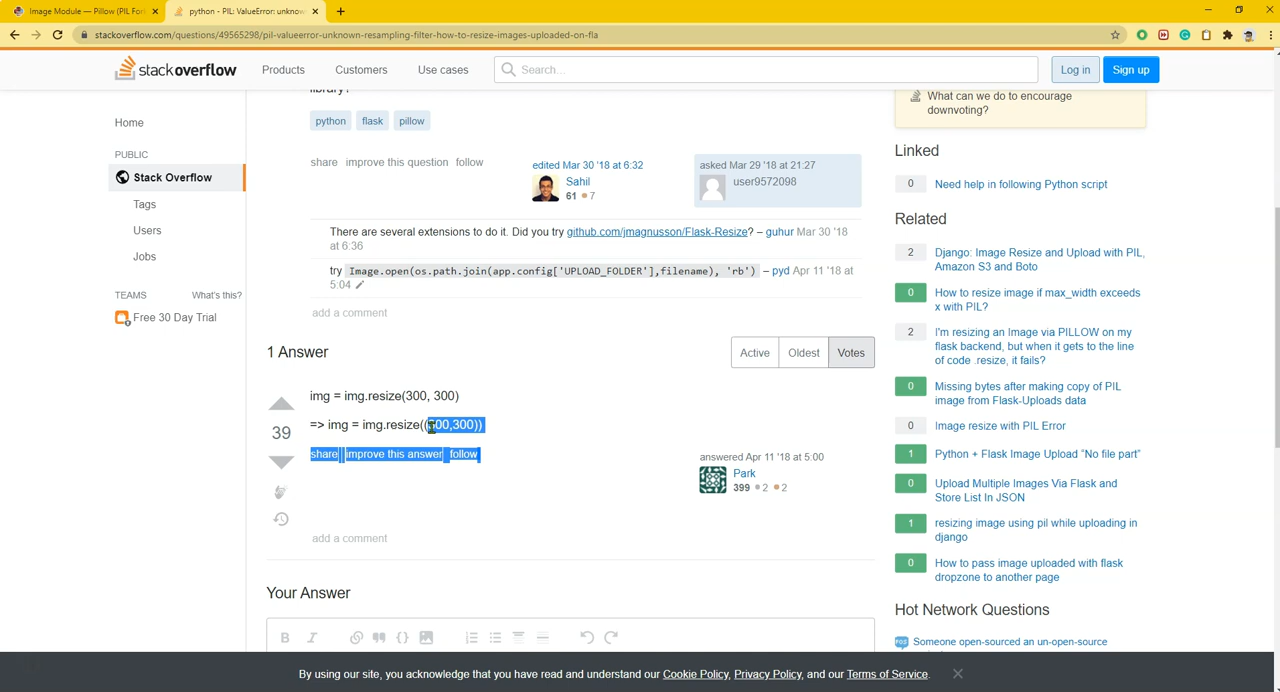 Image Module — Pillow (PIL For
python - PIL: ValueError: unknow
stackoverflow.com/questions/49565298/pil-valueerror-unknown-resampling-filter-how-to-resize-images-uploaded-on-fla
stackoverflow
Products
Customers
Use cases
Search...
Log in
Sign up
Home
PUBLIC
Stack Overflow
Tags
Users
Jobs
TEAMS
What's this?
Free 30 Day Trial
library?
python
flask
pillow
share improve this question follow
edited Mar 30 '18 at 6:32
Sahil
61 7
asked Mar 29 '18 at 21:27
user9572098
There are several extensions to do it. Did you try github.com/jmagnusson/Flask-Resize? – guhur Mar 30 '18
at 6:36
try Image.open(os.path.join(app.config['UPLOAD_FOLDER'],filename), 'rb') – pyd Apr 11 '18 at
5:04
add a comment
1 Answer
Active
Oldest
Votes
39
img = img.resize(300, 300)
=> img = img.resize((300,300))
share improve this answer follow
answered Apr 11 '18 at 5:00
Park
399 2 2
add a comment
Your Answer
B I
What can we do to encourage
downvoting?
Linked
0 Need help in following Python script
Related
2 Django: Image Resize and Upload with PIL,
Amazon S3 and Boto
0 How to resize image if max_width exceeds
x with PIL?
2 I'm resizing an Image via PILLOW on my
flask backend, but when it gets to the line
of code .resize, it fails?
0 Missing bytes after making copy of PIL
image from Flask-Uploads data
0 Image resize with PIL Error
1 Python + Flask Image Upload "No file part"
0 Upload Multiple Images Via Flask and
Store List In JSON
1 resizing image using pil while uploading in
django
0 How to pass image uploaded with flask
dropzone to another page
Hot Network Questions
Someone open-sourced an un-open-source
By using our site, you acknowledge that you have read and understand our Cookie Policy, Privacy Policy, and our Terms of Service.